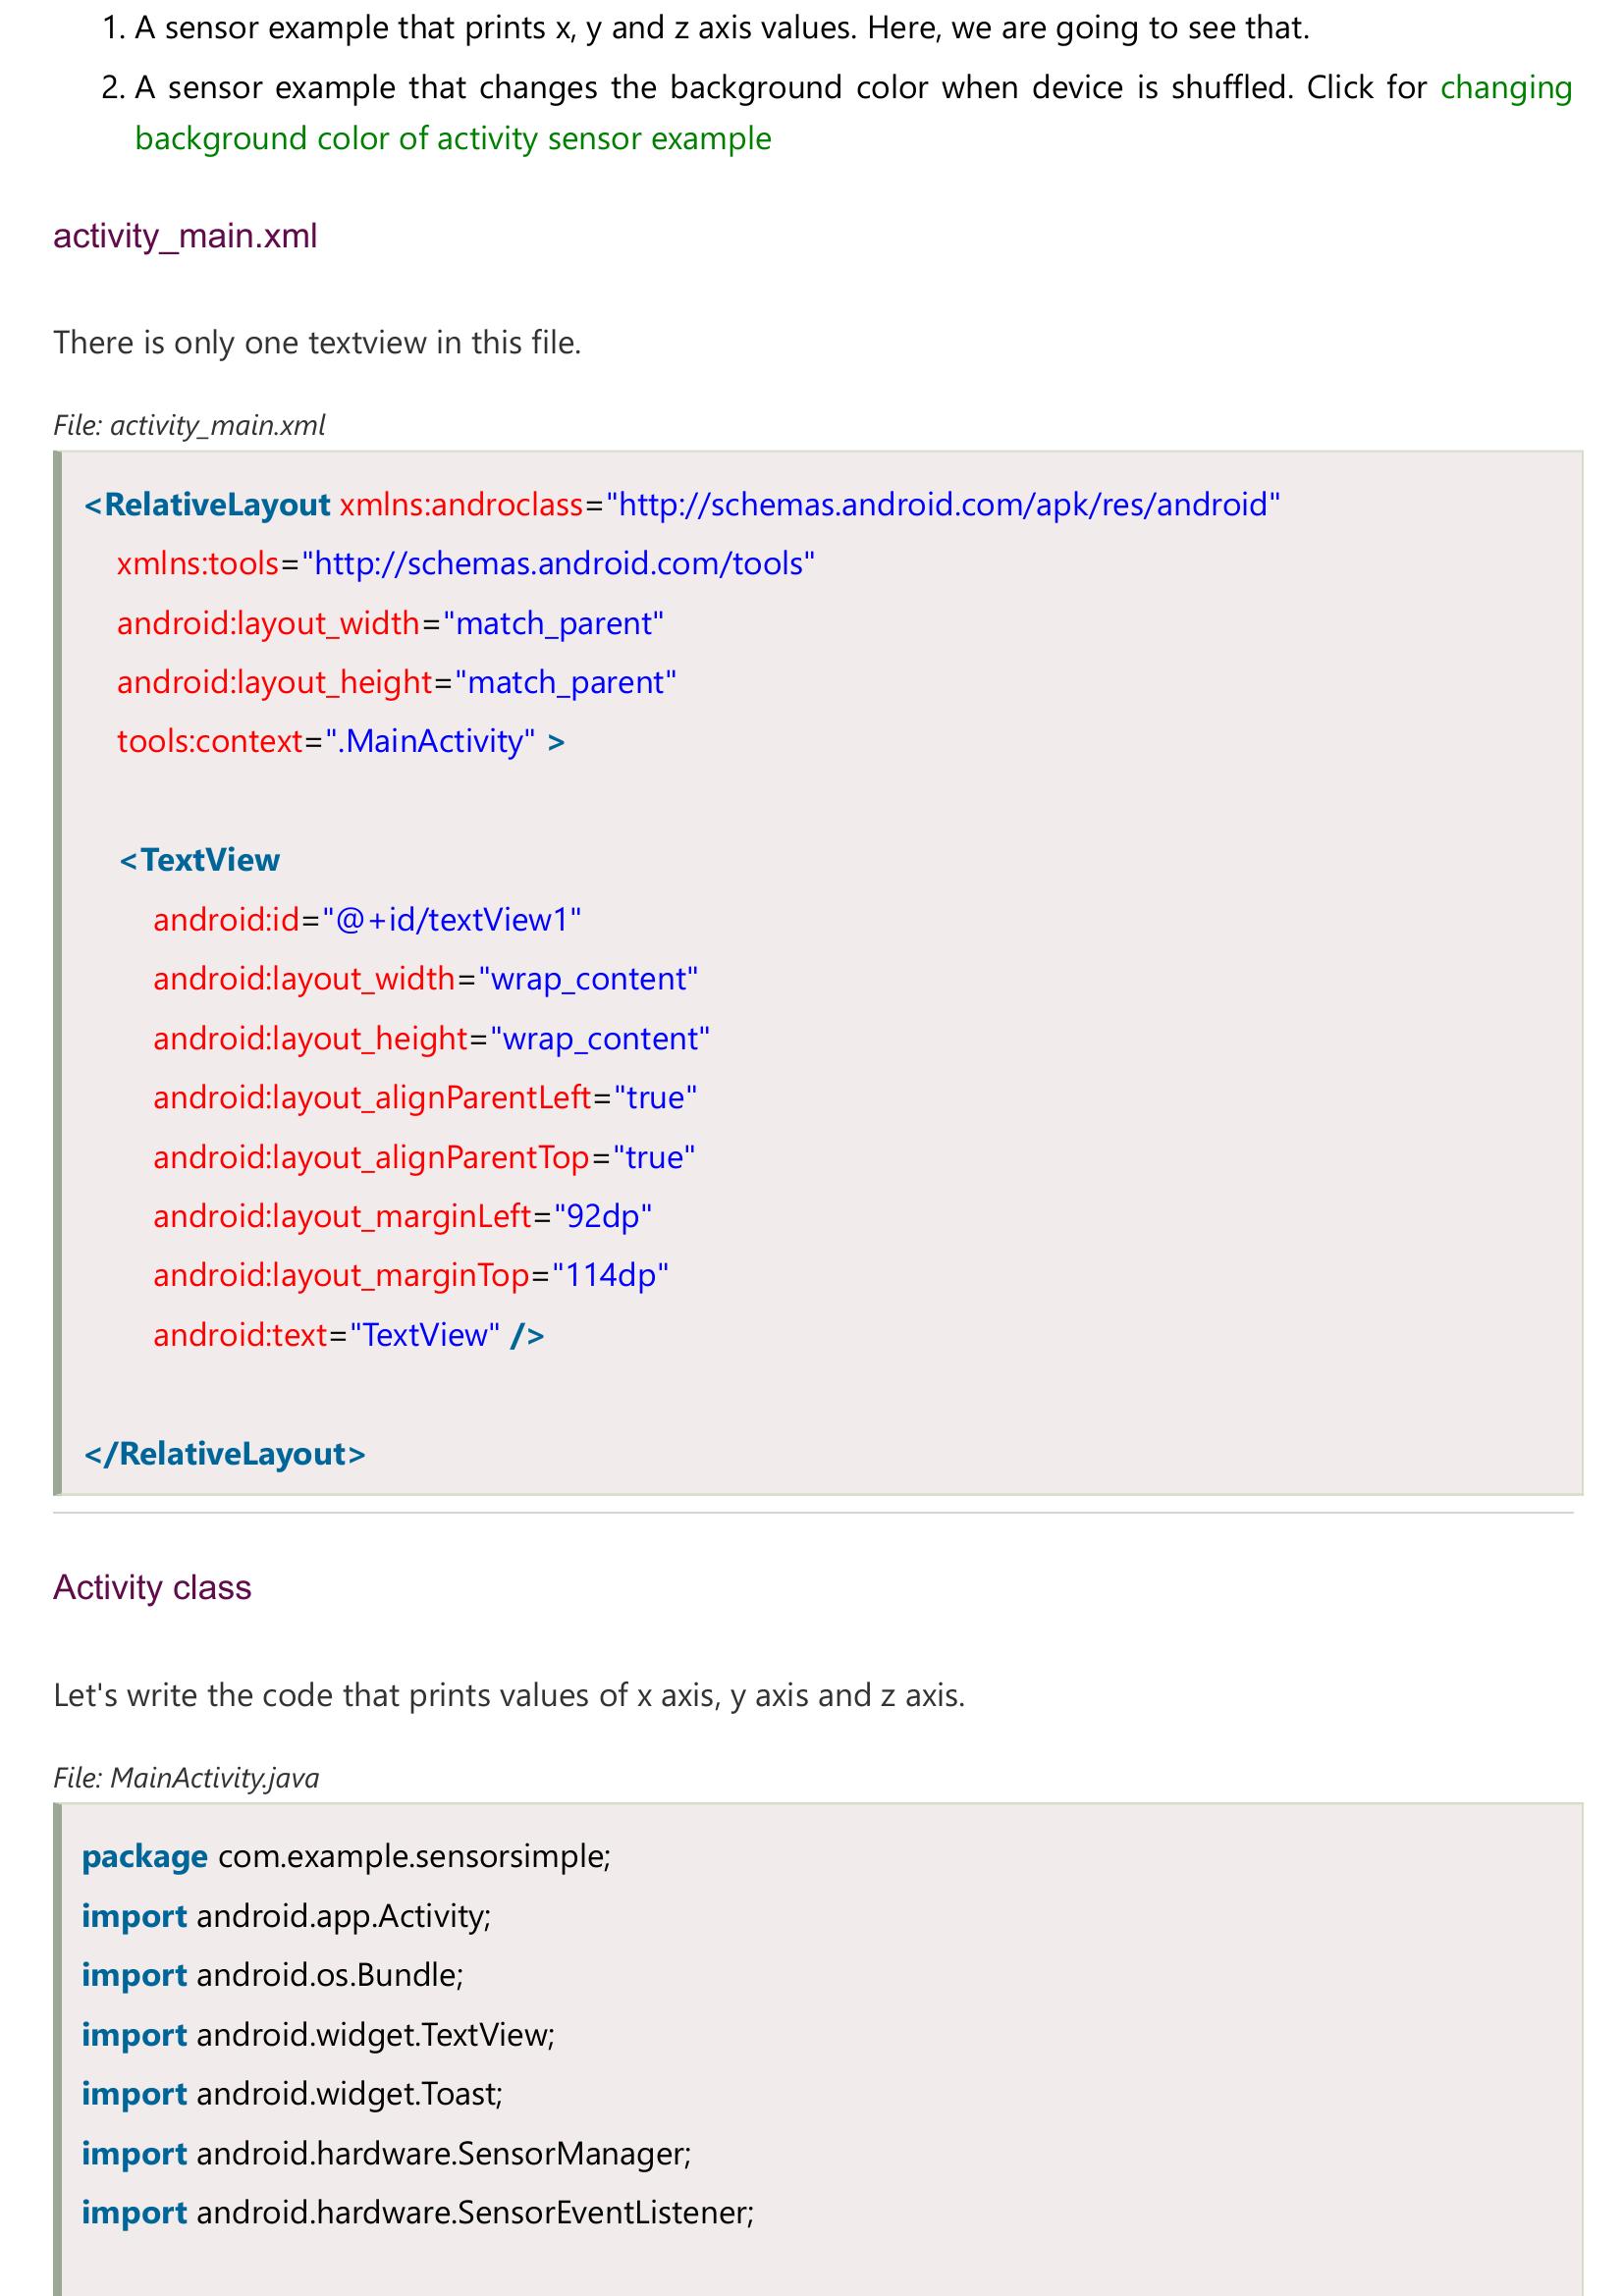 1. A sensor example that prints x, y and z axis values. Here, we are going to see that.
2. A sensor example that changes the background color when device is shuffled. Click for changing
background color of activity sensor example
activity_main.xml
There is only one textview in this file.
File: activity_main.xml
<RelativeLayout xmlns:androclass="http://schemas.android.com/apk/res/android"
xmlns:tools="http://schemas.android.com/tools"
android:layout_width="match_parent"
android:layout_height="match_parent"
tools:context=".MainActivity" >
<TextView
android:id="@+id/textView1"
android:layout_width="wrap_content"
android:layout_height="wrap_content"
android:layout_alignParentLeft="true"
android:layout_alignParentTop="true"
android:layout_marginLeft="92dp"
android:layout_marginTop="114dp"
android:text="TextView" />
</RelativeLayout>
Activity class
Let's write the code that prints values of x axis, y axis and z axis.
File: MainActivity.java
package com.example.sensorsimple;
import android.app.Activity;
import android.os.Bundle;
import android.widget.TextView;
import android.widget.Toast;
import android.hardware.SensorManager;
import android.hardware.SensorEventListener;